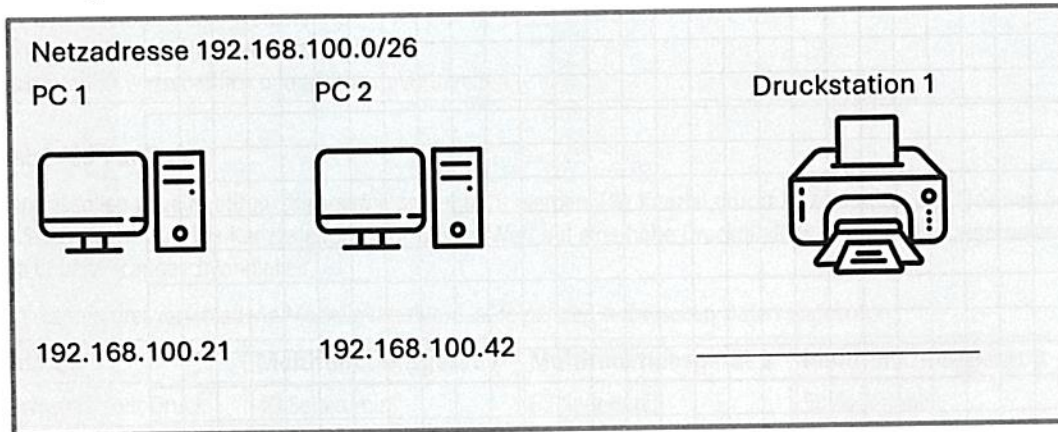 Netzadresse 192.168.100.0/26
PC 1 PC 2 Druckstation 1
192.168.100.21 192.168.100.42